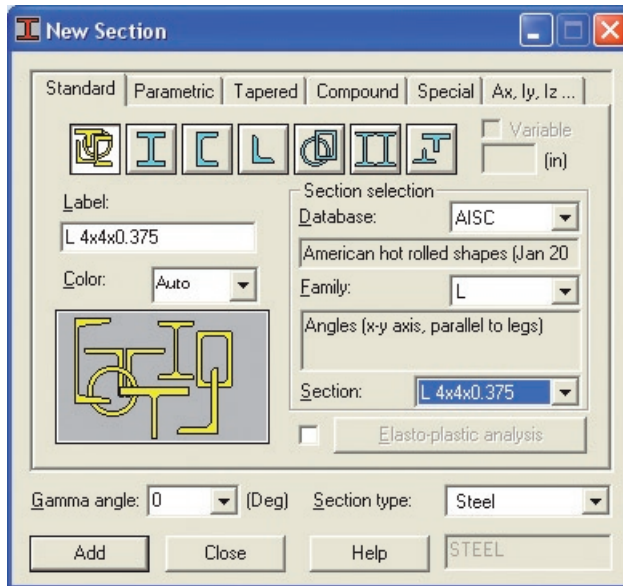 New Section
Standard Parametric Tapered Compound Special Ax, Iy, Iz ...
Variable
(in)
Label:
L 4x4x0.375
Color: Auto
Section selection
Database: AISC
American hot rolled shapes (Jan 20
Family: L
Angles (x-y axis, parallel to legs)
Section: L 4x4x0.375
Elasto-plastic analysis
Gamma angle: 0 (Deg) Section type: Steel
Add Close Help STEEL